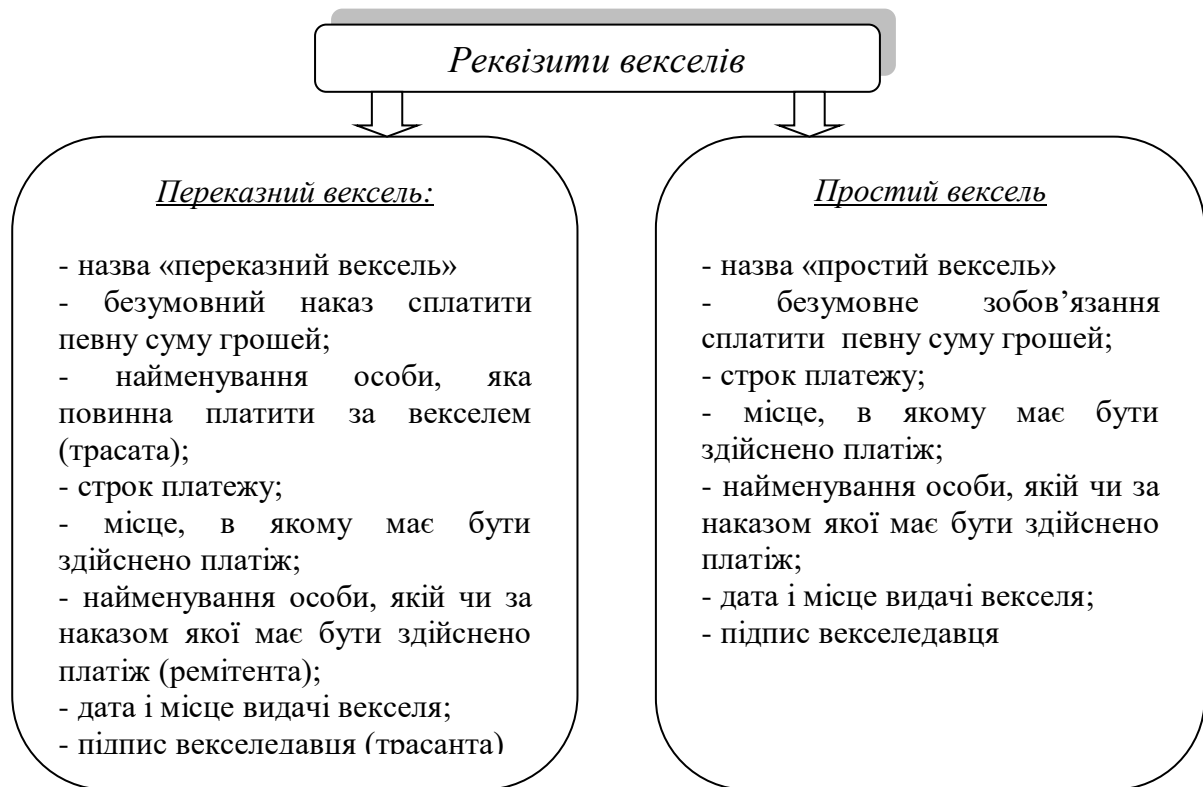 Реквізити векселів
Переказний вексель:
- назва «переказний вексель»
- безумовний наказ сплатити
певну суму грошей;
- найменування особи, яка
повинна платити за векселем
(трасата);
- строк платежу;
- місце, в якому має бути
здійснено платіж;
- найменування особи, якій чи за
наказом якої має бути здійснено
платіж (ремітента);
- дата і місце видачі векселя;
- підпис векселедавця (трасанта)
Простий вексель
- назва «простий вексель»
- безумовне зобов’язання
сплатити певну суму грошей;
- строк платежу;
- місце, в якому має бути
здійснено платіж;
- найменування особи, якій чи за
наказом якої має бути здійснено
платіж;
- дата і місце видачі векселя;
- підпис векселедавця